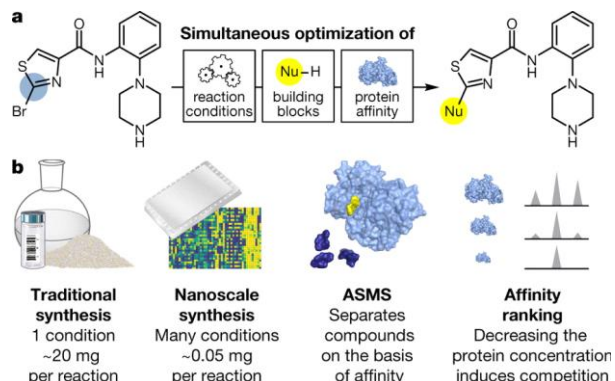 a
Simultaneous optimization of
O
N
H
S
N
Br
N
N
H
reaction
conditions
Nu–H
building
blocks
protein
affinity
O
N
H
S
N
Nu
N
N
H
b
Traditional
synthesis
1 condition
~20 mg
per reaction
Nanoscale
synthesis
Many conditions
~0.05 mg
per reaction
ASMS
Separates
compounds
on the basis
of affinity
Affinity
ranking
Decreasing the
protein concentration
induces competition